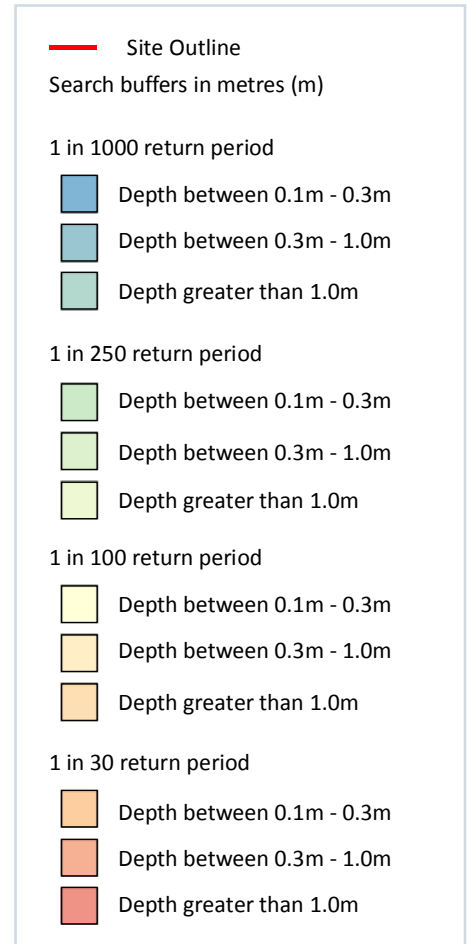 Site Outline
Search buffers in metres (m)
1 in 1000 return period
Depth between 0.1m - 0.3m
Depth between 0.3m - 1.0m
Depth greater than 1.0m
1 in 250 return period
Depth between 0.1m - 0.3m
Depth between 0.3m - 1.0m
Depth greater than 1.0m
1 in 100 return period
Depth between 0.1m - 0.3m
Depth between 0.3m - 1.0m
Depth greater than 1.0m
1 in 30 return period
Depth between 0.1m - 0.3m
Depth between 0.3m - 1.0m
Depth greater than 1.0m